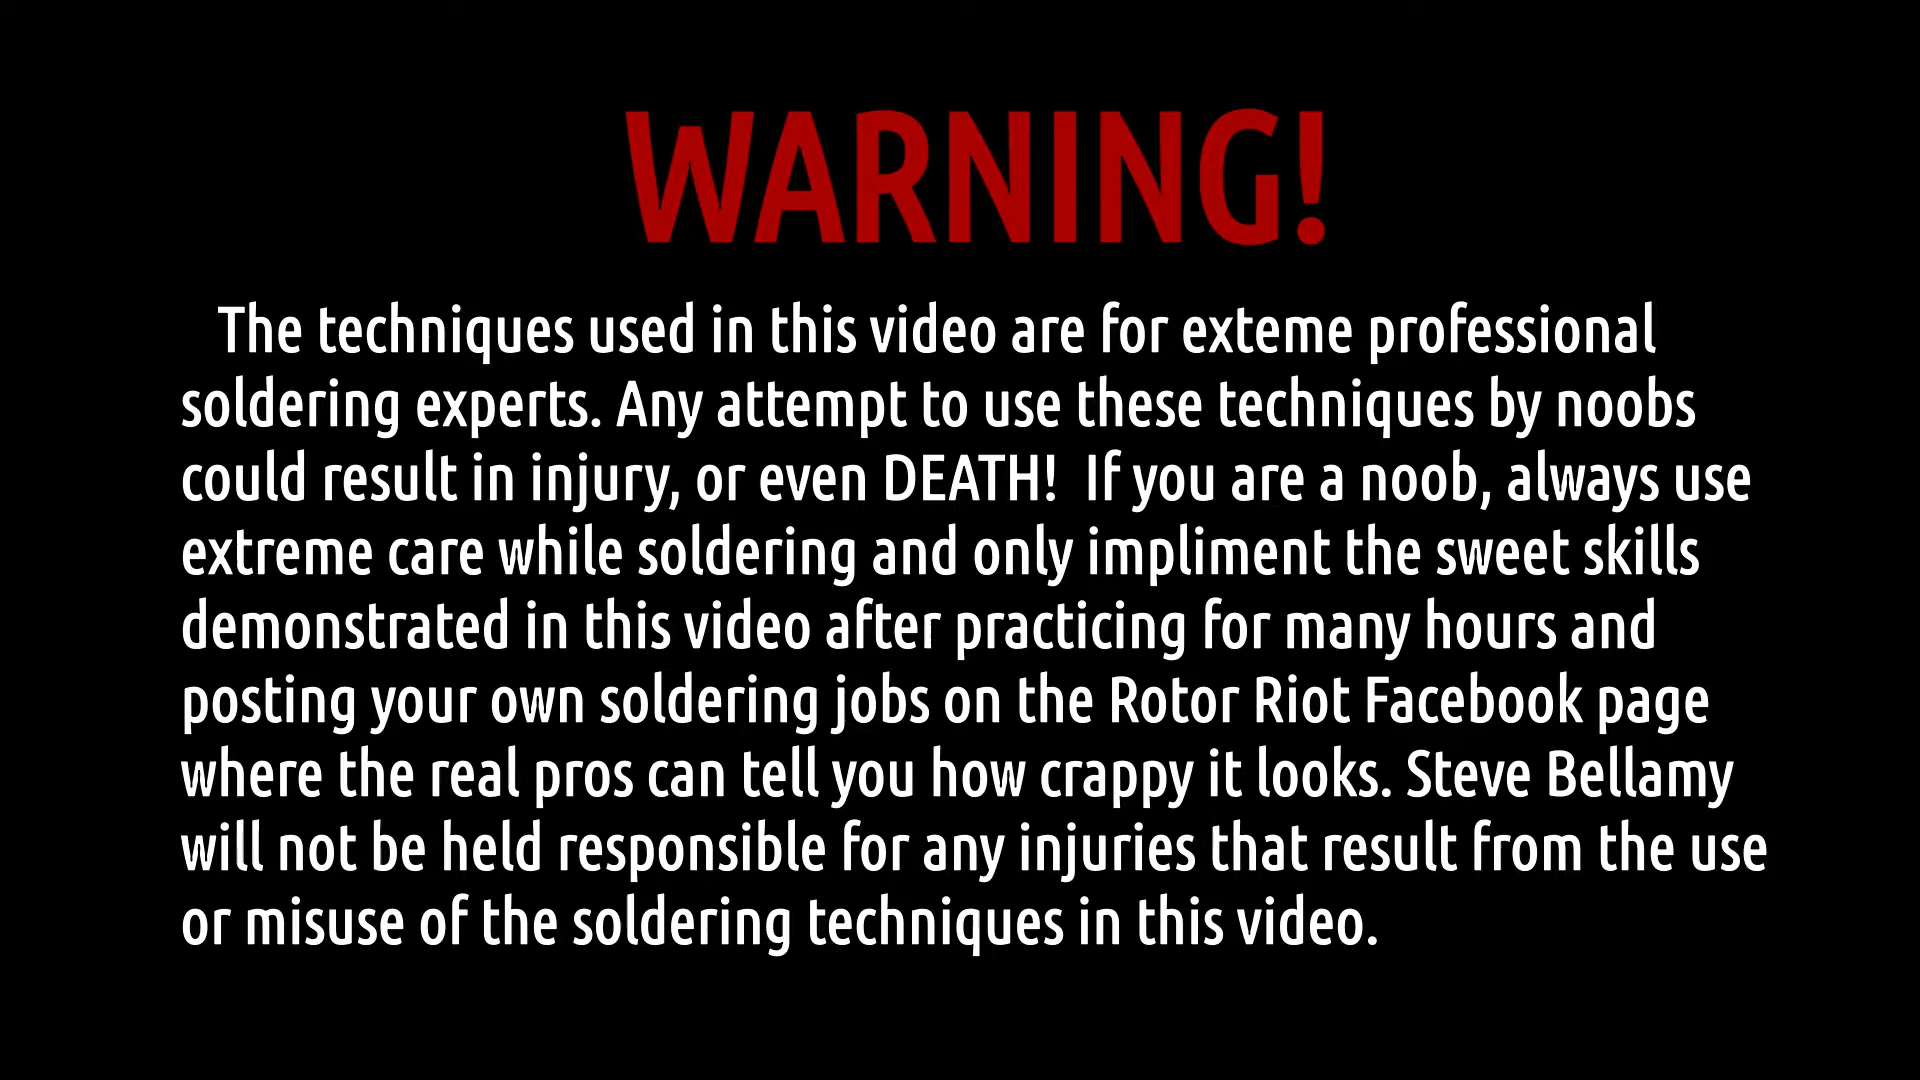 WARNING!
The techniques used in this video are for exteme professional
soldering experts. Any attempt to use these techniques by noobs
could result in injury, or even DEATH!  If you are a noob, always use
extreme care while soldering and only impliment the sweet skills
demonstrated in this video after practicing for many hours and
posting your own soldering jobs on the Rotor Riot Facebook page
where the real pros can tell you how crappy it looks. Steve Bellamy
will not be held responsible for any injuries that result from the use
or misuse of the soldering techniques in this video.